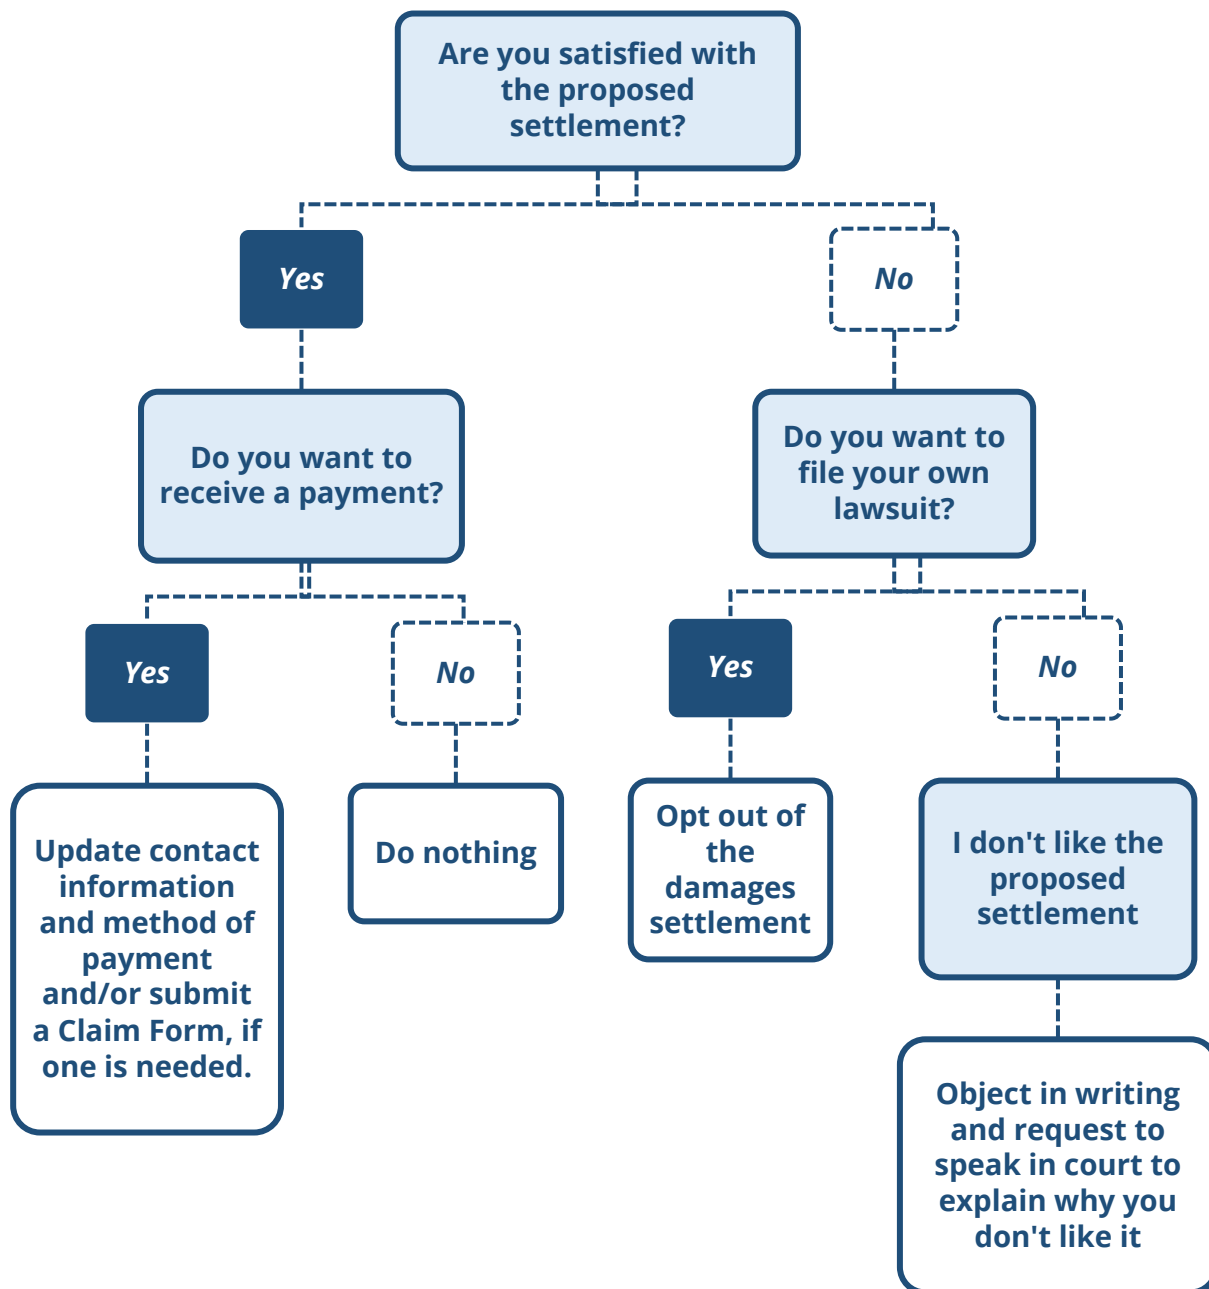 Are you satisfied with
the proposed
settlement?
Yes
No
Do you want to
receive a payment?
Do you want to
file your own
lawsuit?
Yes
No
Yes
No
Update contact
information
and method of
payment
and/or submit
a Claim Form, if
one is needed.
Do nothing
Opt out of
the
damages
settlement
I don't like the
proposed
settlement
Object in writing
and request to
speak in court to
explain why you
don't like it